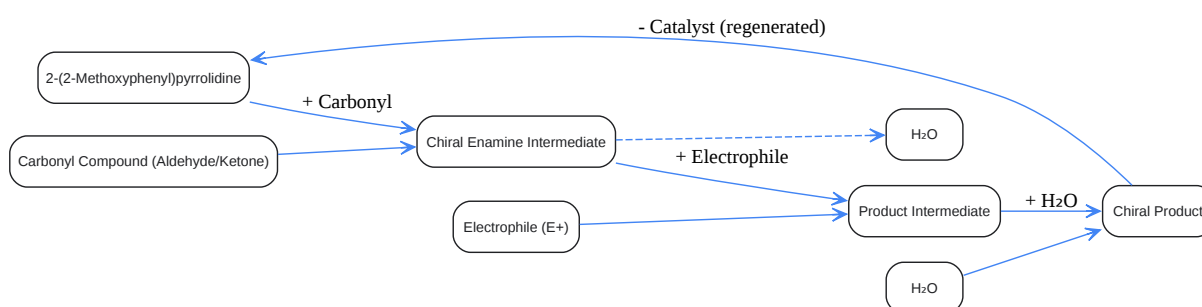 - Catalyst (regenerated)
2-(2-Methoxyphenyl)pyrrolidine
+ Carbonyl
Carbonyl Compound (Aldehyde/Ketone)
Chiral Enamine Intermediate
H₂O
+ Electrophile
Electrophile (E+)
Product Intermediate
+ H₂O
Chiral Product
H₂O